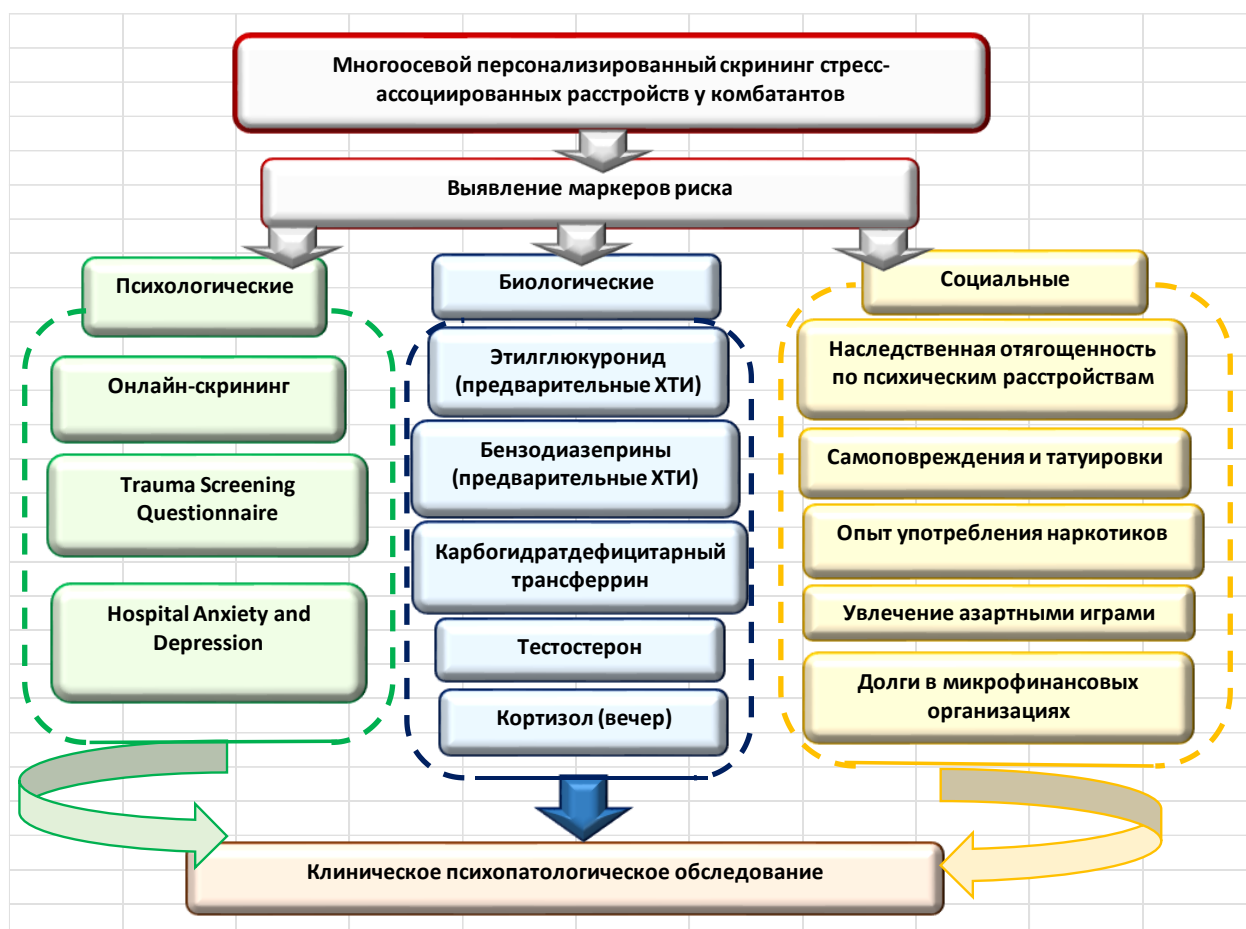 Многоосевой персонализированный скрининг стресс-
ассоциированных расстройств у комбатантов
Выявление маркеров риска
Психологические
Онлайн-скрининг
Trauma Screening
Questionnaire
Hospital Anxiety and
Depression
Биологические
Этилглюкуронид
(предварительные ХТИ)
Бензодиазеприны
(предварительные ХТИ)
Карбогидратдефицитарный
трансферрин
Тестостерон
Кортизол (вечер)
Социальные
Наследственная отягощенность
по психическим расстройствам
Самоповреждения и татуировки
Опыт употребления наркотиков
Увлечение азартными играми
Долги в микрофинансовых
организациях
Клиническое психопатологическое обследование